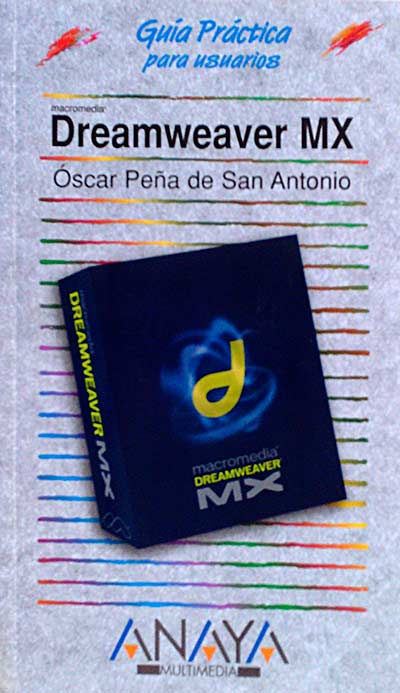 Guía Práctica
para usuarios
macromedia®
Dreamweaver MX
Óscar Peña de San Antonio
DREAMWEAVER MX
macromedia®
DREAMWEAVER®
MX
ANAYA
MULTIMEDIA